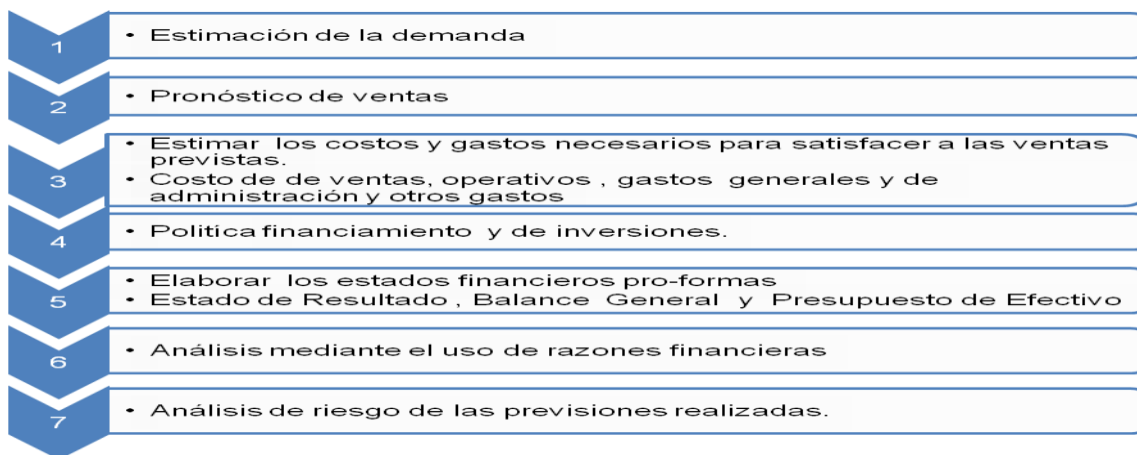 1
• Estimación de la demanda
2
• Pronóstico de ventas
3
• Estimar los costos y gastos necesarios para satisfacer a las ventas
previstas.
• Costo de de ventas, operativos , gastos generales y de
administración y otros gastos
4
• Politica financiamiento y de inversiones.
5
• Elaborar los estados financieros pro-formas
• Estado de Resultado , Balance General y Presupuesto de Efectivo
6
• Análisis mediante el uso de razones financieras
7
• Análisis de riesgo de las previsiones realizadas.